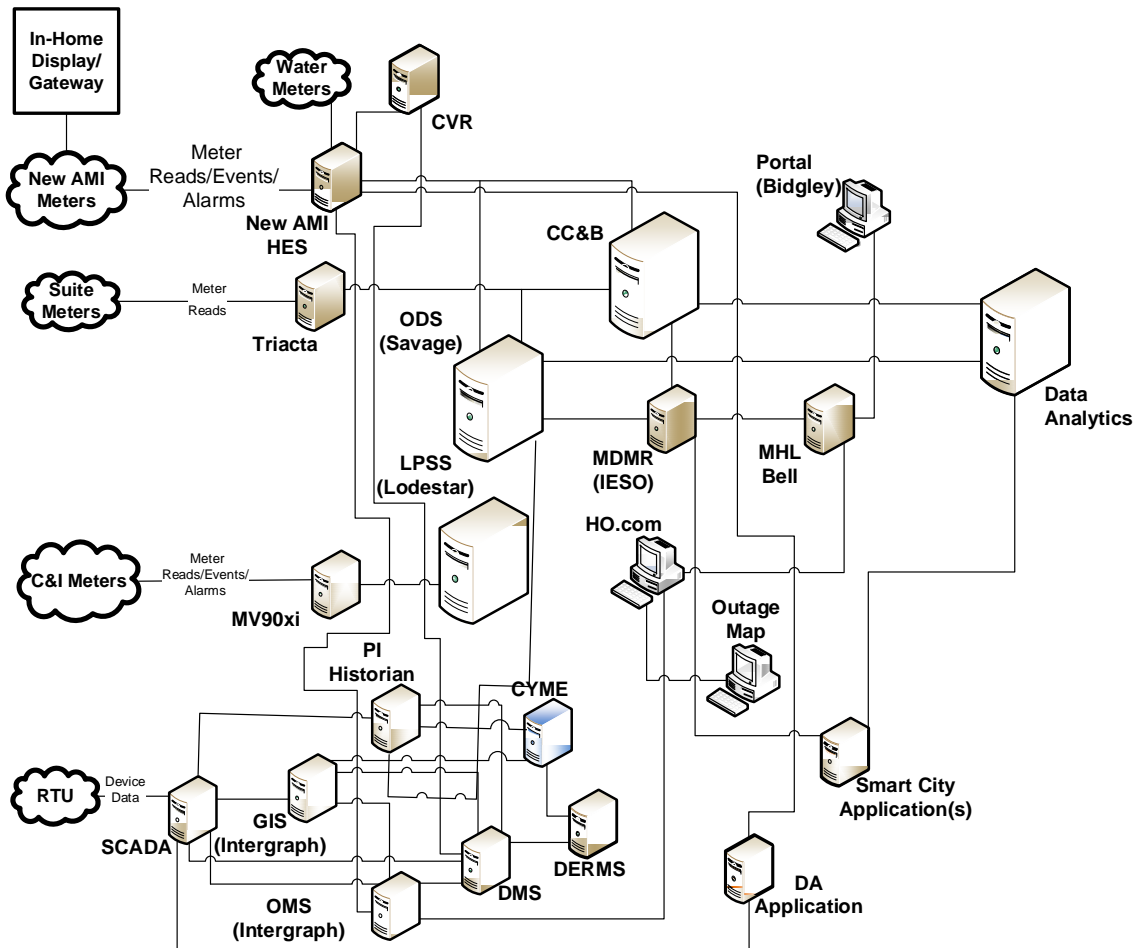 In-Home
Display/
Gateway
Water
Meters
CVR
New AMI
Meters
Meter
Reads/Events/
Alarms
New AMI
HES
Portal
(Bidgley)
CC&B
Suite
Meters
Meter
Reads
Triacta
ODS
(Savage)
Data
Analytics
LPSS
(Lodestar)
MDMR
(IESO)
MHL
Bell
HO.com
C&I Meters
Meter
Reads/Events/
Alarms
MV90xi
Outage
Map
PI
Historian
CYME
RTU
Device
Data
SCADA
GIS
(Intergraph)
Smart City
Application(s)
DERMS
DMS
OMS
(Intergraph)
DA
Application